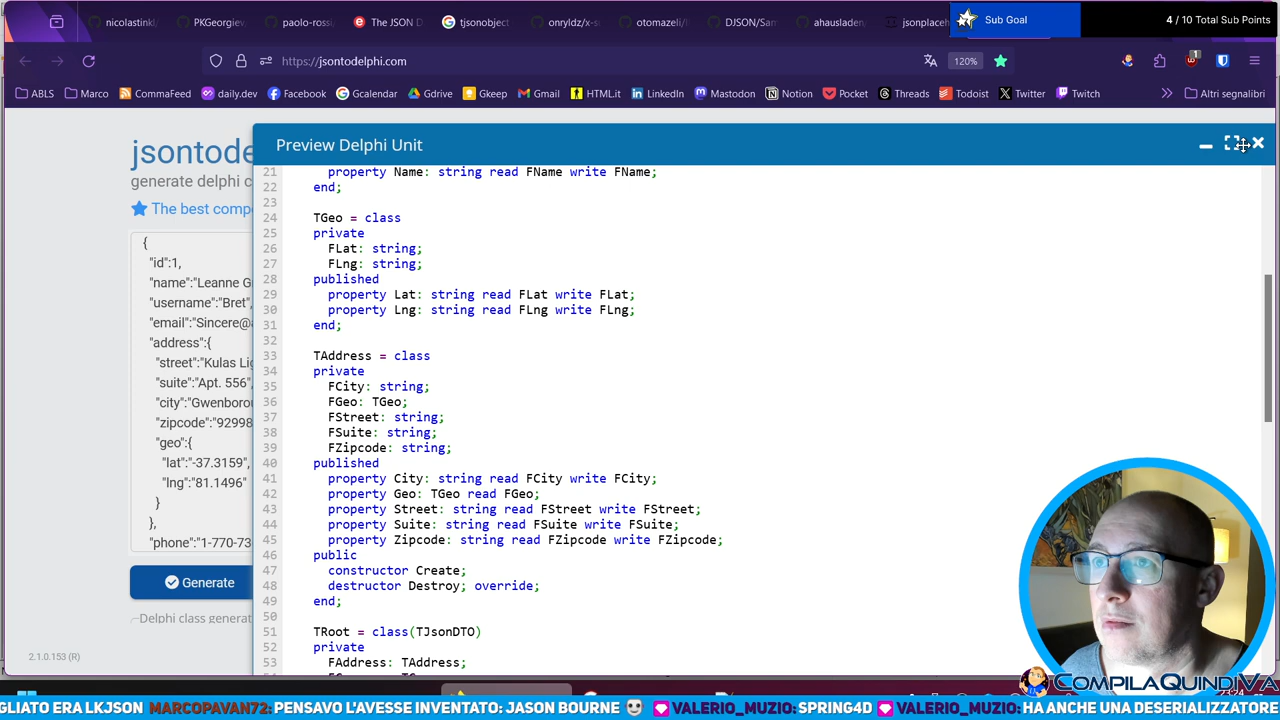 nicolastinkl/
PKGeorgiev
paolo-rossi
The JSON D
tjsonobject
onryldz/x-s
otomazeli/
DJSON/Sam
ahausladen
jsonplaceh
Sub Goal
4 / 10 Total Sub Points
https://jsontodelphi.com
120%
1
ABLS
Marco
CommaFeed
daily.dev
Facebook
Gcalendar
Gdrive
Gkeep
Gmail
HTML.it
LinkedIn
Mastodon
Notion
Pocket
Threads
Todoist
Twitter
Twitch
Altri segnalibri
jsontode
generate delphi c
The best comp
Preview Delphi Unit
{
"id":1,
"name":"Leanne G
"username":"Bret",
"email":"Sincere@a
"address":{
"street":"Kulas Lig
"suite":"Apt. 556",
"city":"Gwenborou
"zipcode":"92998
"geo":{
"lat":"-37.3159",
"lng":"81.1496"
}
},
"phone":"1-770-73
Generate
Delphi class generat
2.1.0.153 (R)
21 property Name: string read FName write FName;
22 end;
23
24 TGeo = class
25 private
26 FLat: string;
27 FLng: string;
28 published
29 property Lat: string read FLat write FLat;
30 property Lng: string read FLng write FLng;
31 end;
32
33 TAddress = class
34 private
35 FCity: string;
36 FGeo: TGeo;
37 FStreet: string;
38 FSuite: string;
39 FZipcode: string;
40 published
41 property City: string read FCity write FCity;
42 property Geo: TGeo read FGeo;
43 property Street: string read FStreet write FStreet;
44 property Suite: string read FSuite write FSuite;
45 property Zipcode: string read FZipcode write FZipcode;
46 public
47 constructor Create;
48 destructor Destroy; override;
49 end;
50
51 TRoot = class(TJsonDTO)
52 private
53 FAddress: TAddress;
COMPILAQUINDIVA
GLIATO ERA LKJSON MARCOPAVAN72: PENSAVO L'AVESSE INVENTATO: JASON BOURNE VALERIO_MUZIO: SPRING4D VALERIO_MUZIO: HA ANCHE UNA DESERIALIZZATORE